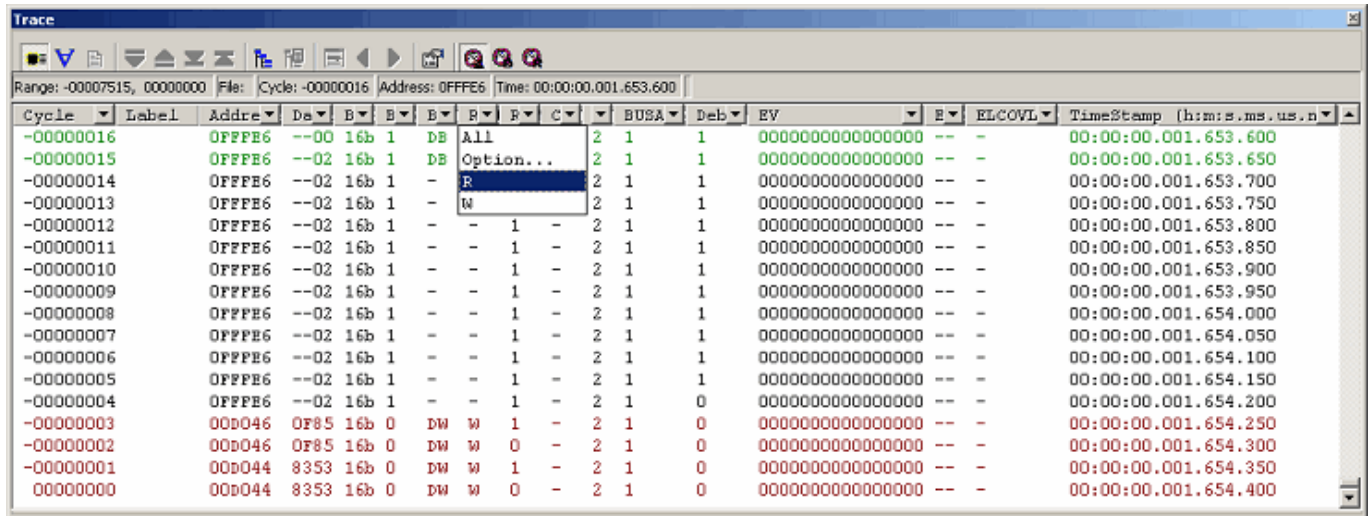 Trace
Range: -00007515, 00000000 File: Cycle: -00000016 Address: 0FFFE6 Time: 00:00:00.001.653.600
Cycle Label Addre Da B B B R R C BUSA Deb EV E ELCOVL TimeStamp (h:m:s.ms.us.n
-00000016 0FFFE6 --00 16b 1 DB All 2 1 1 0000000000000000 -- - 00:00:00.001.653.600
-00000015 0FFFE6 --02 16b 1 DB Option... 2 1 1 0000000000000000 -- - 00:00:00.001.653.650
-00000014 0FFFE6 --02 16b 1 - R 2 1 1 0000000000000000 -- - 00:00:00.001.653.700
-00000013 0FFFE6 --02 16b 1 - W 2 1 1 0000000000000000 -- - 00:00:00.001.653.750
-00000012 0FFFE6 --02 16b 1 - - 1 - 2 1 1 0000000000000000 -- - 00:00:00.001.653.800
-00000011 0FFFE6 --02 16b 1 - - 1 - 2 1 1 0000000000000000 -- - 00:00:00.001.653.850
-00000010 0FFFE6 --02 16b 1 - - 1 - 2 1 1 0000000000000000 -- - 00:00:00.001.653.900
-00000009 0FFFE6 --02 16b 1 - - 1 - 2 1 1 0000000000000000 -- - 00:00:00.001.653.950
-00000008 0FFFE6 --02 16b 1 - - 1 - 2 1 1 0000000000000000 -- - 00:00:00.001.654.000
-00000007 0FFFE6 --02 16b 1 - - 1 - 2 1 1 0000000000000000 -- - 00:00:00.001.654.050
-00000006 0FFFE6 --02 16b 1 - - 1 - 2 1 1 0000000000000000 -- - 00:00:00.001.654.100
-00000005 0FFFE6 --02 16b 1 - - 1 - 2 1 1 0000000000000000 -- - 00:00:00.001.654.150
-00000004 0FFFE6 --02 16b 1 - - 1 - 2 1 0 0000000000000000 -- - 00:00:00.001.654.200
-00000003 00D046 0F85 16b 0 DW W 1 - 2 1 0 0000000000000000 -- - 00:00:00.001.654.250
-00000002 00D046 0F85 16b 0 DW W 0 - 2 1 0 0000000000000000 -- - 00:00:00.001.654.300
-00000001 00D044 8353 16b 0 DW W 1 - 2 1 0 0000000000000000 -- - 00:00:00.001.654.350
00000000 00D044 8353 16b 0 DW W 0 - 2 1 0 0000000000000000 -- - 00:00:00.001.654.400